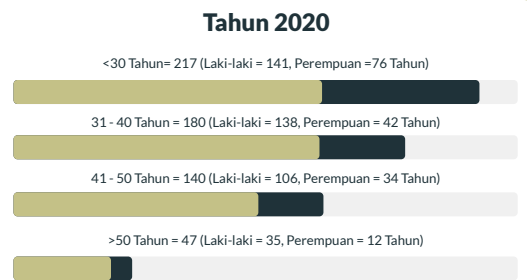 Tahun 2020
<30 Tahun= 217 (Laki-laki = 141, Perempuan =76 Tahun)
31 - 40 Tahun = 180 (Laki-laki = 138, Perempuan = 42 Tahun)
41 - 50 Tahun = 140 (Laki-laki = 106, Perempuan = 34 Tahun)
>50 Tahun = 47 (Laki-laki = 35, Perempuan = 12 Tahun)